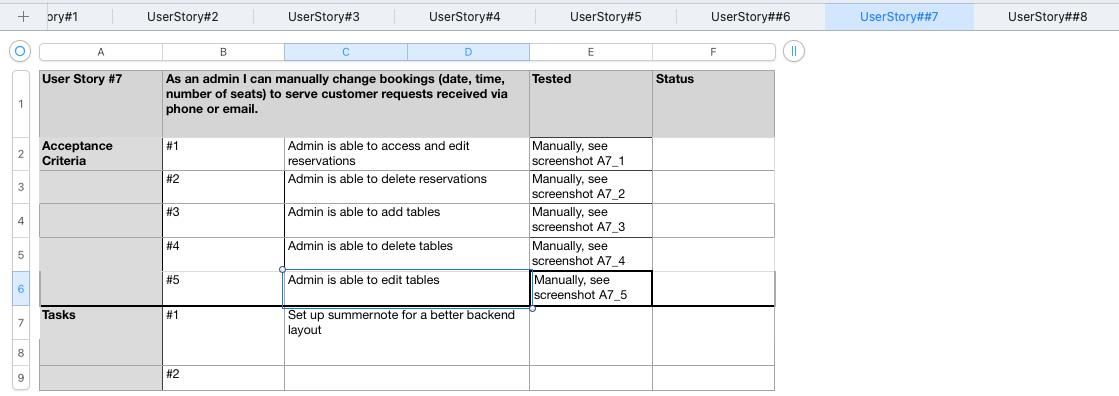 ory#1 UserStory#2 UserStory#3 UserStory#4 UserStory#5 UserStory##6 UserStory##7 UserStory##8
A B C D E F
1
User Story #7
As an admin I can manually change bookings (date, time,
number of seats) to serve customer requests received via
phone or email.
Tested
Status
2
Acceptance
Criteria
#1
Admin is able to access and edit
reservations
Manually, see
screenshot A7_1
3
#2
Admin is able to delete reservations
Manually, see
screenshot A7_2
4
#3
Admin is able to add tables
Manually, see
screenshot A7_3
5
#4
Admin is able to delete tables
Manually, see
screenshot A7_4
6
#5
Admin is able to edit tables
Manually, see
screenshot A7_5
7
Tasks
#1
Set up summernote for a better backend
layout
8
9
#2